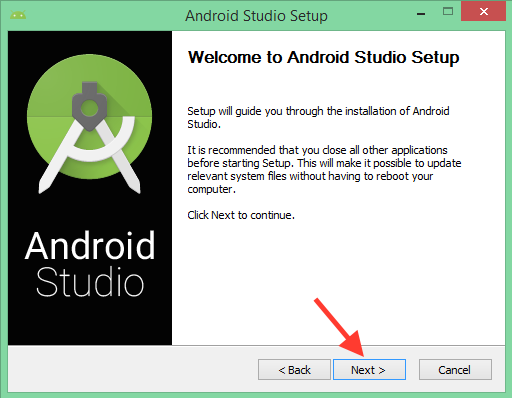 Android Studio Setup
Welcome to Android Studio Setup
Setup will guide you through the installation of Android
Studio.
It is recommended that you close all other applications
before starting Setup. This will make it possible to update
relevant system files without having to reboot your
computer.
Click Next to continue.
Android
Studio
< Back
Next >
Cancel